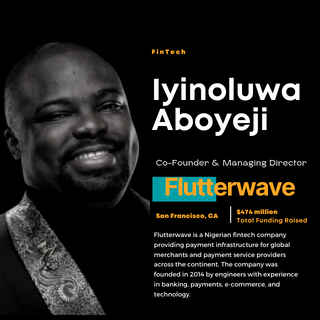 FinTech
Iyinoluwa
Aboyeji
Co-Founder & Managing Director
Flutterwave
San Francisco, CA
$474 million
Total Funding Raised
Flutterwave is a Nigerian fintech company
providing payment infrastructure for global
merchants and payment service providers
across the continent. The company was
founded in 2014 by engineers with experience
in banking, payments, e-commerce, and
technology.